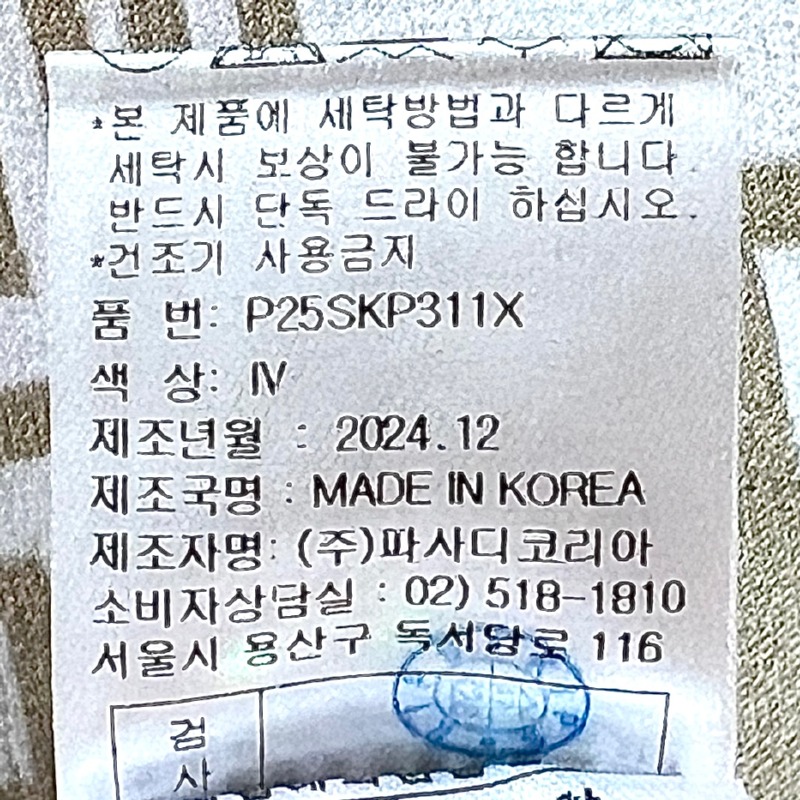 *본 제품에 세탁방법과 다르게
세탁시 보상이 불가능 합니다.
반드시 단독 드라이 하십시오.
*건조기 사용금지
품 번: P25SKP311X
색 상: IV
제조년월 : 2024.12
제조국명 : MADE IN KOREA
제조자명: (주)파사디코리아
소비자상담실 : 02) 518-1810
서울시 용산구 독서당로 116
검
사